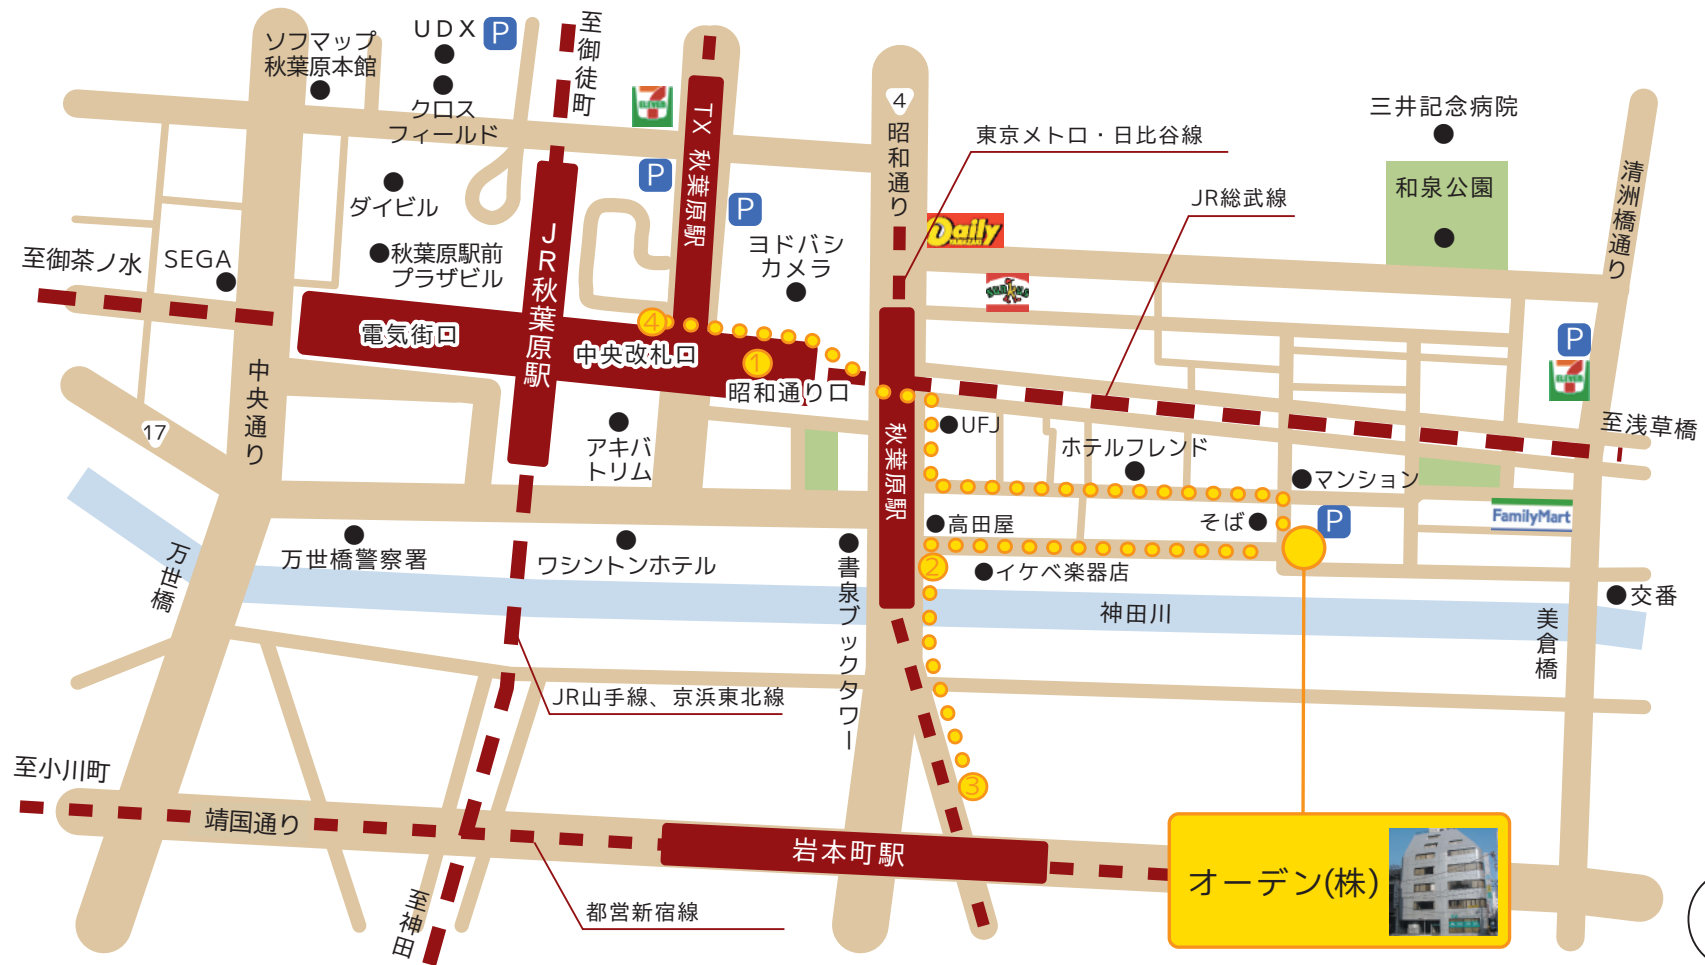 ソフマップ
秋葉原本館
UDX
P
至御徒町
クロス
フィールド
7
ELEVEN
TX 秋葉原駅
P
P
4
昭和通り
東京メトロ・日比谷線
JR総武線
三井記念病院
和泉公園
清洲橋通り
ダイビル
秋葉原駅前
プラザビル
至御茶ノ水
SEGA
JR秋葉原駅
ヨドバシ
カメラ
Daily
YAMAZAKI
電気街口
中央改札口
④
①
昭和通り口
中央通り
17
アキバ
トリム
秋葉原駅
UFJ
ホテルフレンド
マンション
P
7
ELEVEN
至浅草橋
FamilyMart
高田屋
そば
P
②
イケベ楽器店
万世橋
万世橋警察署
ワシントンホテル
書泉ブックタワー
神田川
交番
美倉橋
JR山手線、京浜東北線
③
至小川町
靖国通り
岩本町駅
オーデン(株)
至神田
都営新宿線